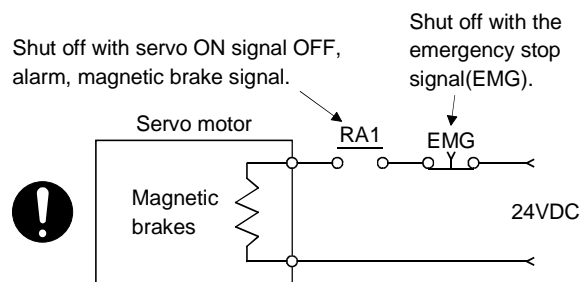 Shut off with servo ON signal OFF,
alarm, magnetic brake signal.
Shut off with the
emergency stop
signal(EMG).
Servo motor
RA1
EMG
Magnetic
brakes
24VDC